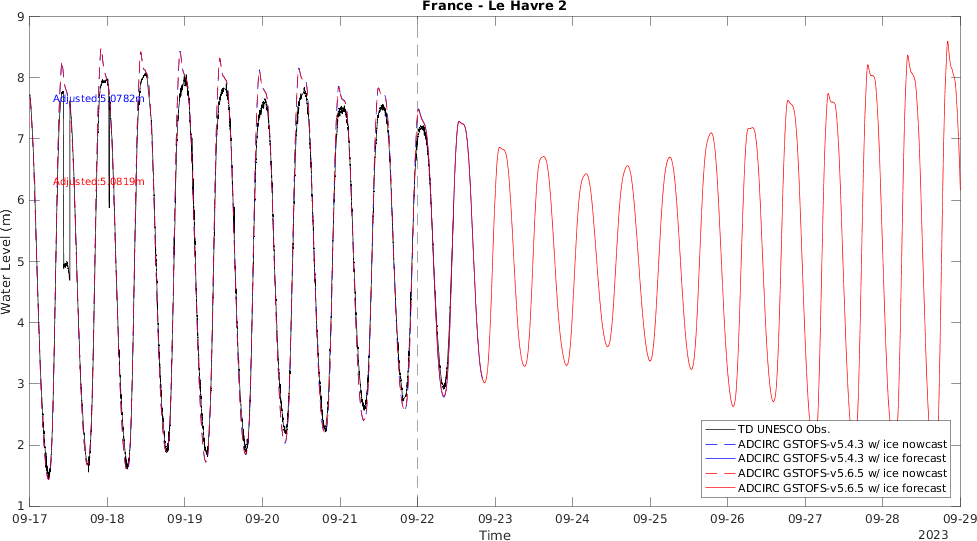 France - Le Havre 2
9
8
7
6
5
4
3
2
1
Water Level (m)
Adjusted:5.0782m
Adjusted:5.0819m
TD UNESCO Obs.
ADCIRC GSTOFS-v5.4.3 w/ ice nowcast
ADCIRC GSTOFS-v5.4.3 w/ ice forecast
ADCIRC GSTOFS-v5.6.5 w/ ice nowcast
ADCIRC GSTOFS-v5.6.5 w/ ice forecast
09-17 09-18 09-19 09-20 09-21 09-22 09-23 09-24 09-25 09-26 09-27 09-28 09-29
Time
2023